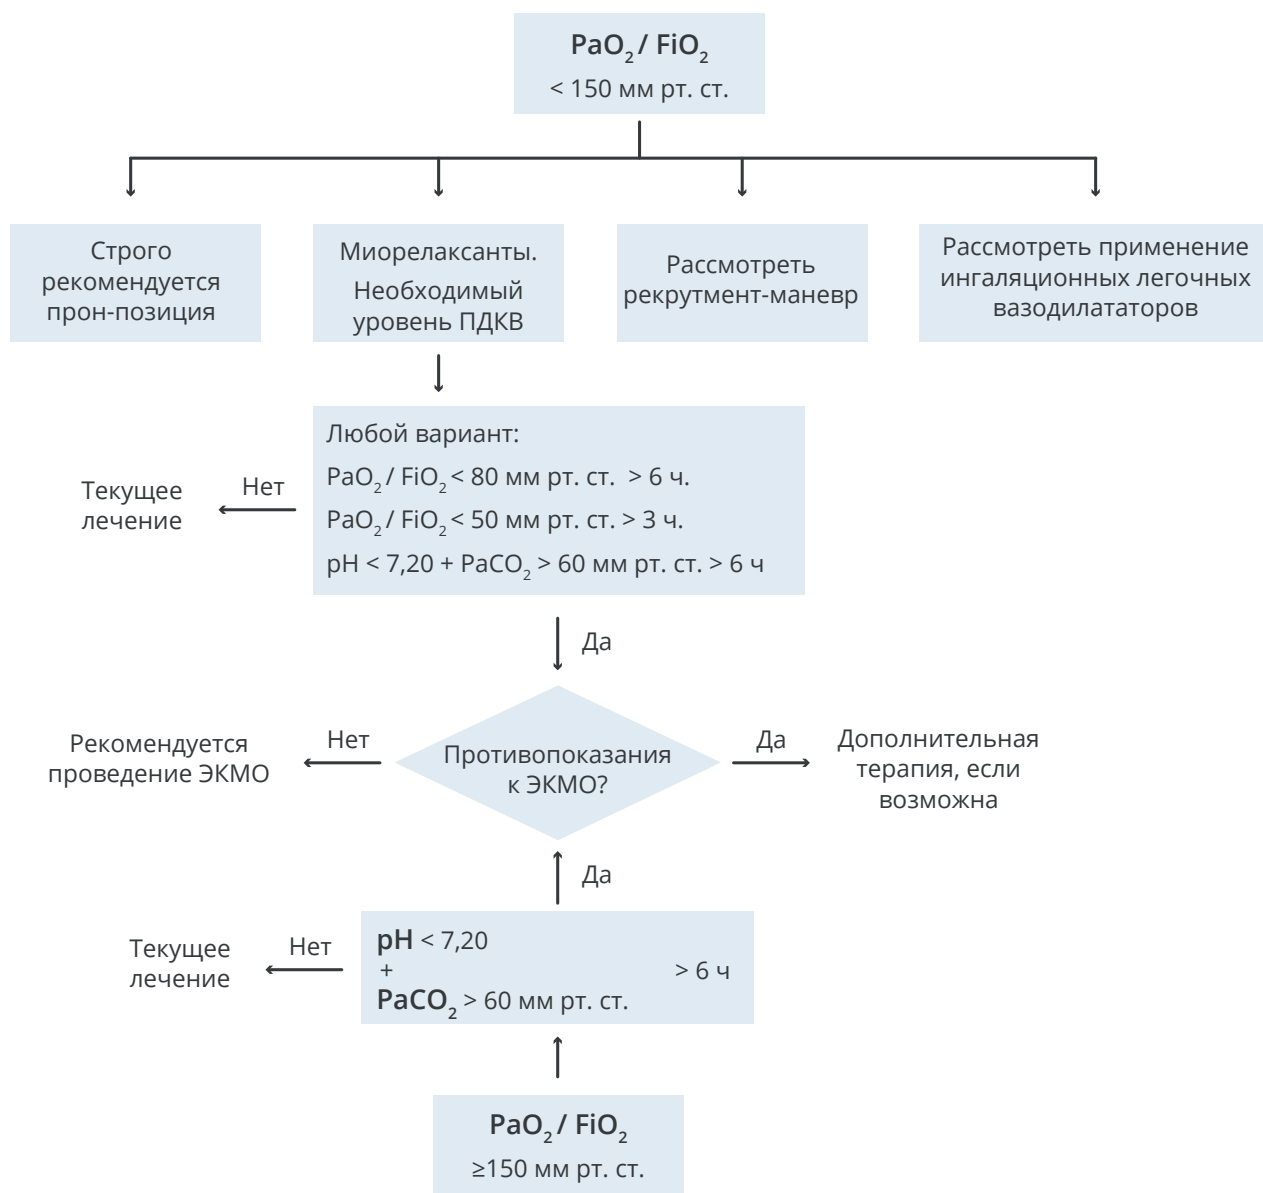 PaO₂ / FiO₂
< 150 мм рт. ст.
Строго
рекомендуется
прон-позиция
Миорелаксанты.
Необходимый
уровень ПДКВ
Рассмотреть
рекрутмент-маневр
Рассмотреть применение
ингаляционных легочных
вазодилататоров
Любой вариант:
PaO₂ / FiO₂ < 80 мм рт. ст. > 6 ч.
PaO₂ / FiO₂ < 50 мм рт. ст. > 3 ч.
pH < 7,20 + PaCO₂ > 60 мм рт. ст. > 6 ч
Нет
Текущее
лечение
Да
Противопоказания
к ЭКМО?
Нет
Рекомендуется
проведение ЭКМО
Да
Дополнительная
терапия, если
возможна
Да
pH < 7,20
+ > 6 ч
PaCO₂ > 60 мм рт. ст.
Нет
Текущее
лечение
PaO₂ / FiO₂
≥150 мм рт. ст.